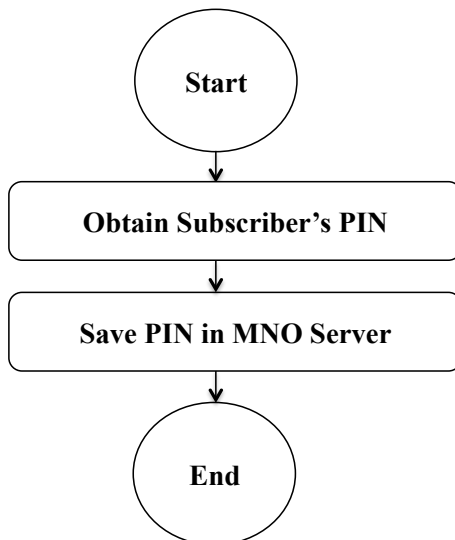 Start
Obtain Subscriber’s PIN
Save PIN in MNO Server
End